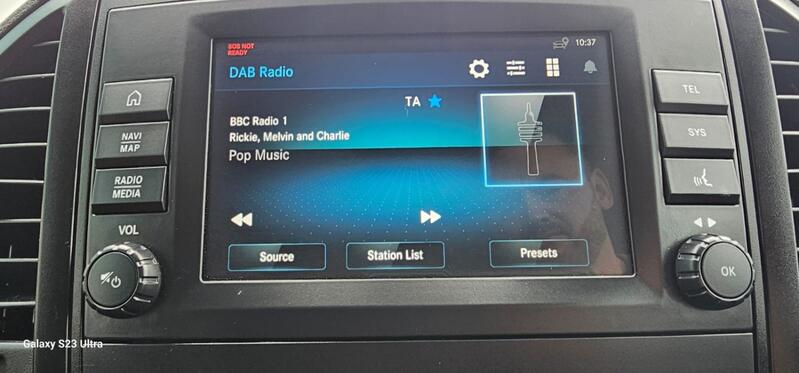 SOS NOT
READY
10:37
DAB Radio
TA
BBC Radio 1
Rickie, Melvin and Charlie
Pop Music
Source
Station List
Presets
NAVI
MAP
RADIO
MEDIA
VOL
TEL
SYS
OK
Galaxy S23 Ultra